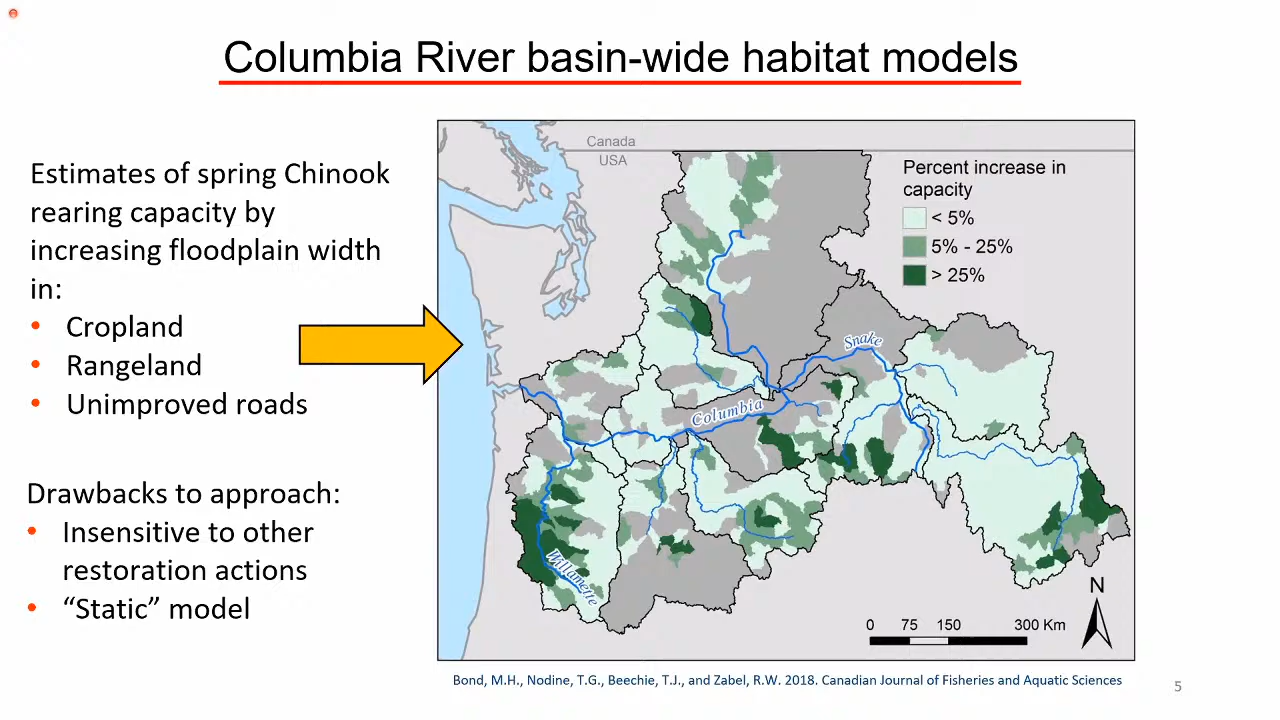 Columbia River basin-wide habitat models
Estimates of spring Chinook
rearing capacity by
increasing floodplain width
in:
• Cropland
• Rangeland
• Unimproved roads
Drawbacks to approach:
• Insensitive to other
restoration actions
• “Static” model
Canada
USA
Percent increase in
capacity
< 5%
5% - 25%
> 25%
Snake
Columbia
Willamette
N
0 75 150 300 Km
Bond, M.H., Nodine, T.G., Beechie, T.J., and Zabel, R.W. 2018. Canadian Journal of Fisheries and Aquatic Sciences
5